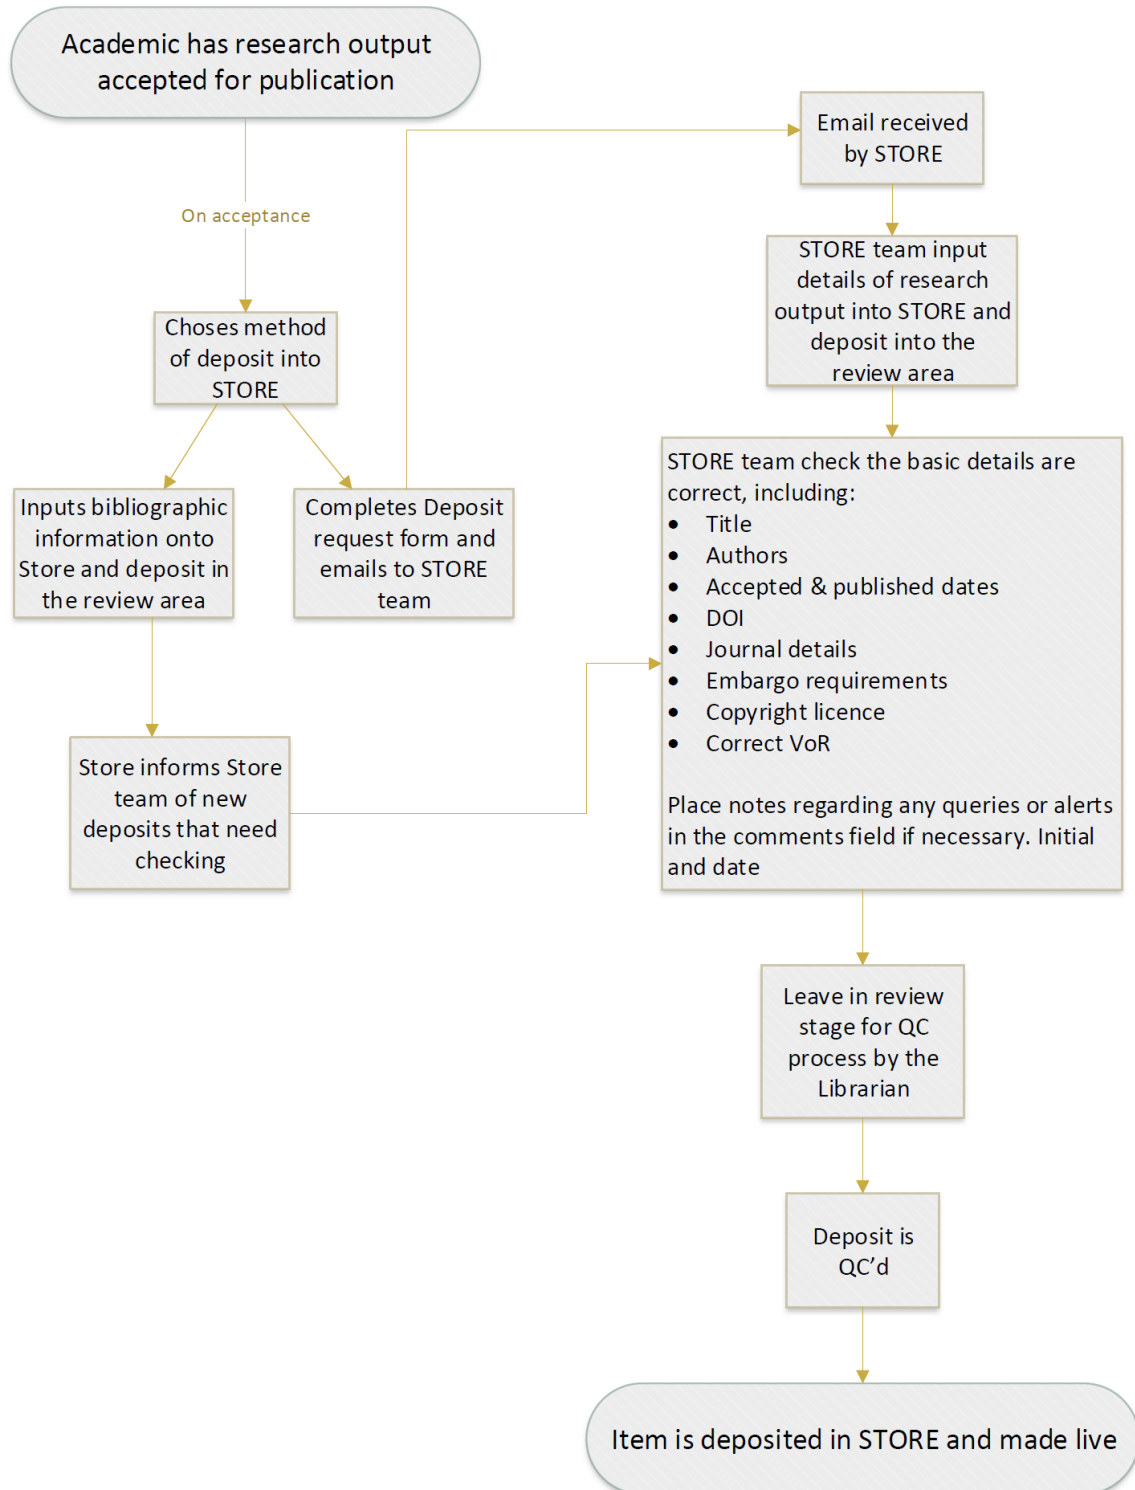 Academic has research output
accepted for publication
On acceptance
Choses method
of deposit into
STORE
Inputs bibliographic
information onto
Store and deposit in
the review area
Completes Deposit
request form and
emails to STORE
team
Store informs Store
team of new
deposits that need
checking
Email received
by STORE
STORE team input
details of research
output into STORE and
deposit into the
review area
STORE team check the basic details are
correct, including:
• Title
• Authors
• Accepted & published dates
• DOI
• Journal details
• Embargo requirements
• Copyright licence
• Correct VoR
Place notes regarding any queries or alerts
in the comments field if necessary. Initial
and date
Leave in review
stage for QC
process by the
Librarian
Deposit is
QC’d
Item is deposited in STORE and made live